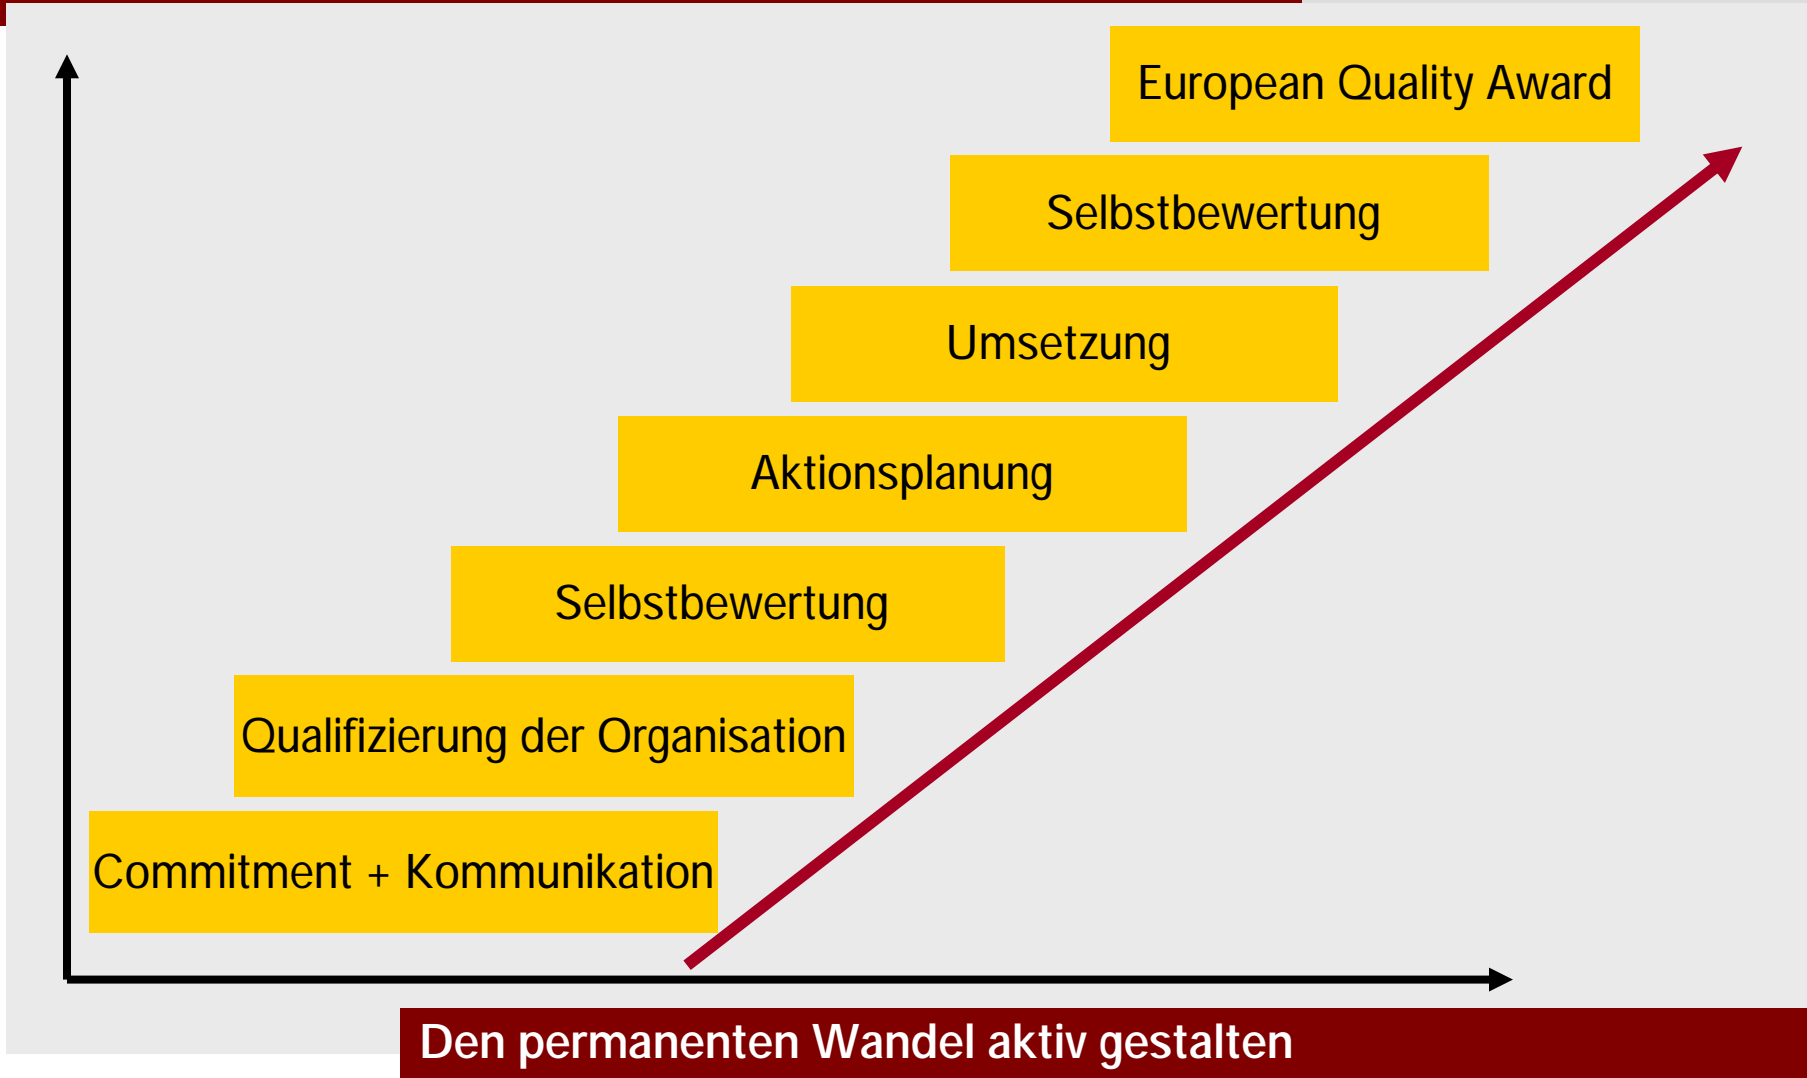 European Quality Award
Selbstbewertung
Umsetzung
Aktionsplanung
Selbstbewertung
Qualifizierung der Organisation
Commitment + Kommunikation
Den permanenten Wandel aktiv gestalten